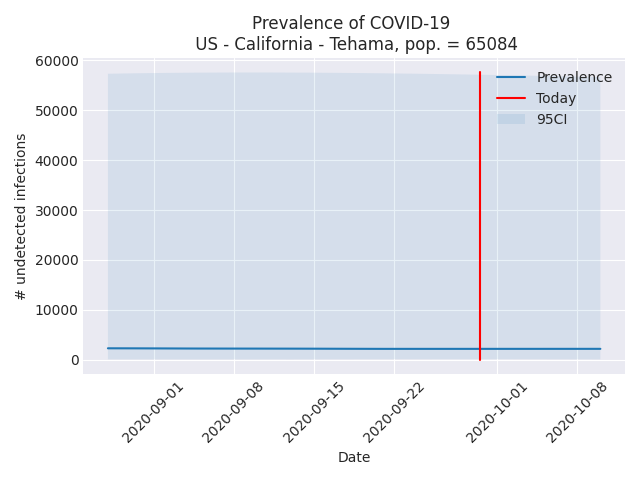 Prevalence of COVID-19
US - California - Tehama, pop. = 65084
# undetected infections
60000
50000
40000
30000
20000
10000
0
Prevalence
Today
95CI
2020-09-01
2020-09-08
2020-09-15
2020-09-22
2020-10-01
2020-10-08
Date